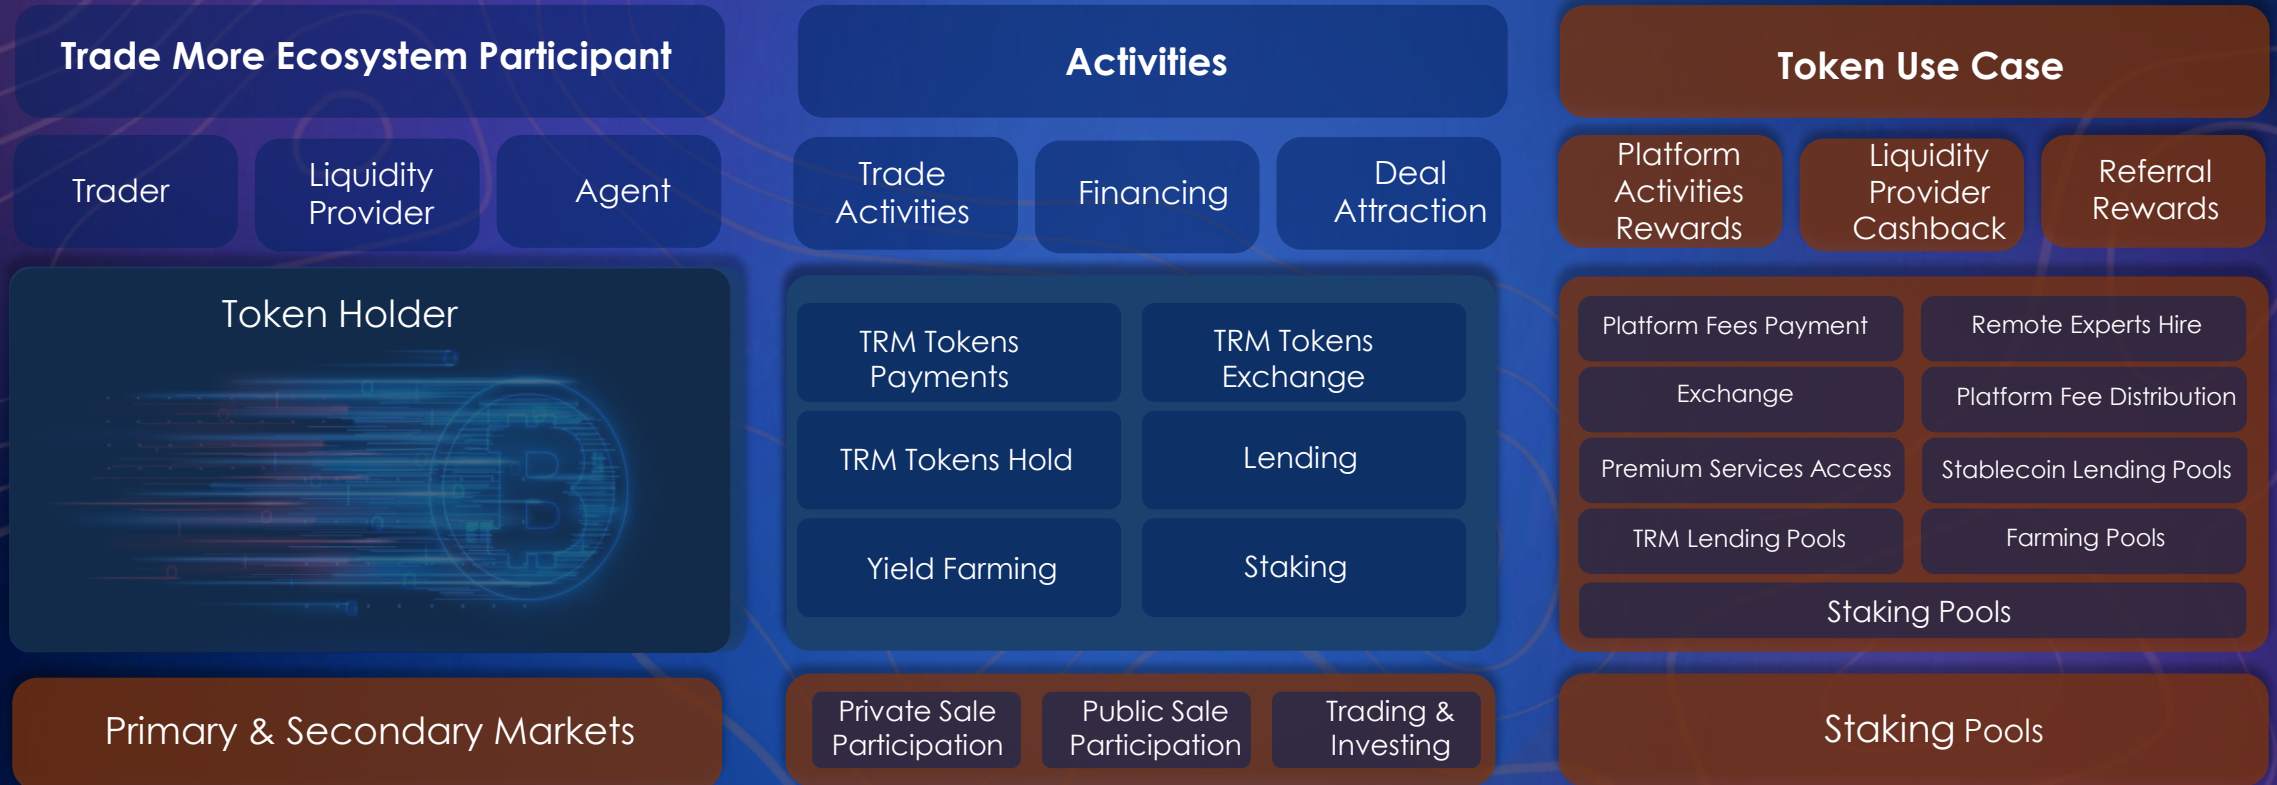 Trade More Ecosystem Participant
Activities
Token Use Case
Trader
Liquidity
Provider
Agent
Trade
Activities
Financing
Deal
Attraction
Platform
Activities
Rewards
Liquidity
Provider
Cashback
Referral
Rewards
Token Holder
TRM Tokens
Payments
TRM Tokens
Exchange
TRM Tokens Hold
Lending
Yield Farming
Staking
Platform Fees Payment
Remote Experts Hire
Exchange
Platform Fee Distribution
Premium Services Access
Stablecoin Lending Pools
TRM Lending Pools
Farming Pools
Staking Pools
Primary & Secondary Markets
Private Sale
Participation
Public Sale
Participation
Trading &
Investing
Staking Pools